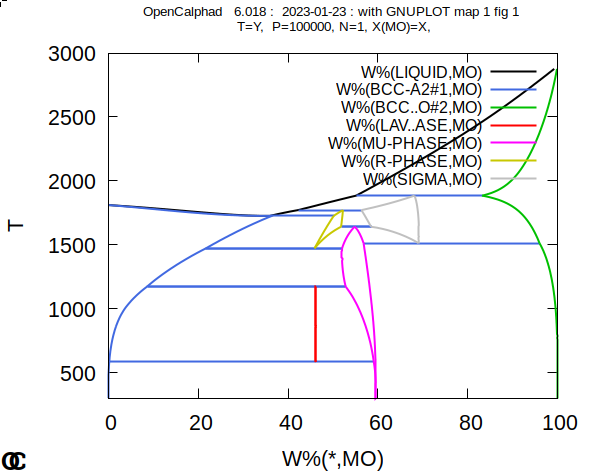 OpenCalphad 6.018 : 2023-01-23 : with GNUPLOT map 1 fig 1
T=Y, P=100000, N=1, X(MO)=X,
3000
2500
2000
1500
1000
500
T
W%(LIQUID,MO)
W%(BCC-A2#1,MO)
W%(BCC..O#2,MO)
W%(LAV..ASE,MO)
W%(MU-PHASE,MO)
W%(R-PHASE,MO)
W%(SIGMA,MO)
0 20 40 60 80 100
W%(*,MO)
OC